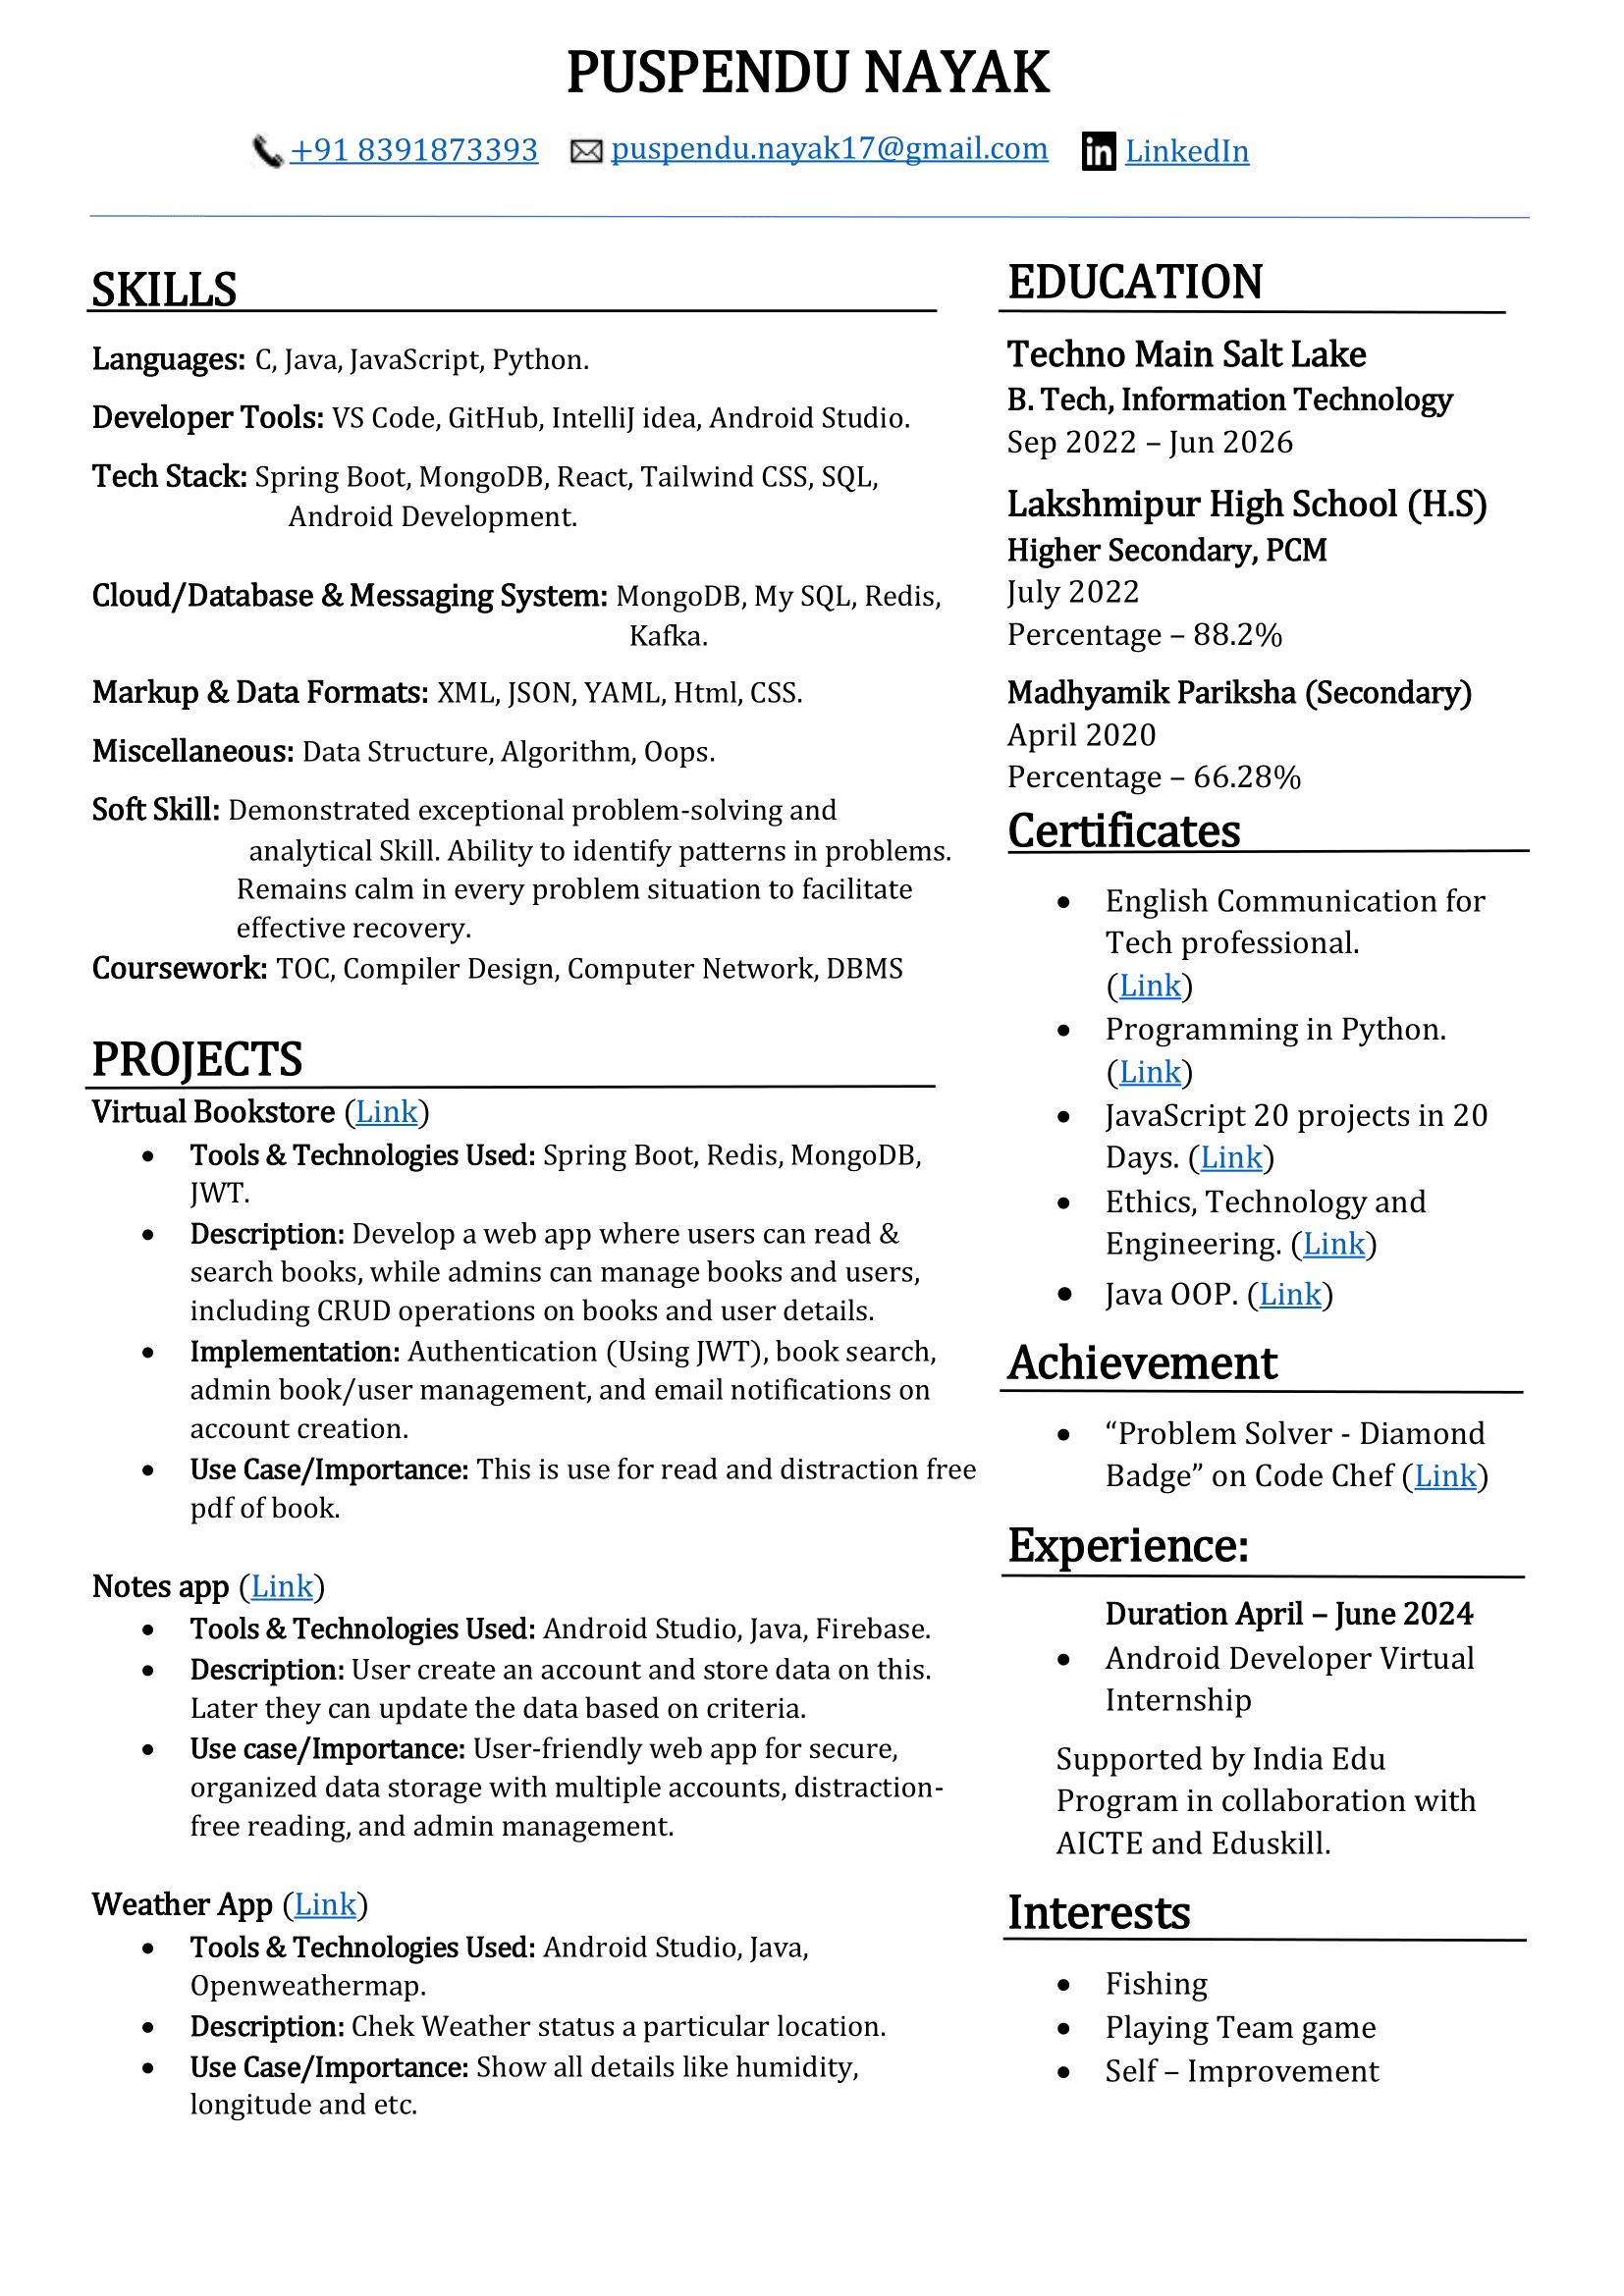 PUSPENDU NAYAK
+91 8391873393 puspendu.nayak17@gmail.com LinkedIn
SKILLS
Languages: C, Java, JavaScript, Python.
Developer Tools: VS Code, GitHub, IntelliJ idea, Android Studio.
Tech Stack: Spring Boot, MongoDB, React, Tailwind CSS, SQL,
Android Development.
Cloud/Database & Messaging System: MongoDB, My SQL, Redis,
Kafka.
Markup & Data Formats: XML, JSON, YAML, Html, CSS.
Miscellaneous: Data Structure, Algorithm, Oops.
Soft Skill: Demonstrated exceptional problem-solving and
analytical Skill. Ability to identify patterns in problems.
Remains calm in every problem situation to facilitate
effective recovery.
Coursework: TOC, Compiler Design, Computer Network, DBMS
PROJECTS
Virtual Bookstore (Link)
• Tools & Technologies Used: Spring Boot, Redis, MongoDB,
JWT.
• Description: Develop a web app where users can read &
search books, while admins can manage books and users,
including CRUD operations on books and user details.
• Implementation: Authentication (Using JWT), book search,
admin book/user management, and email notifications on
account creation.
• Use Case/Importance: This is use for read and distraction free
pdf of book.
Notes app (Link)
• Tools & Technologies Used: Android Studio, Java, Firebase.
• Description: User create an account and store data on this.
Later they can update the data based on criteria.
• Use case/Importance: User-friendly web app for secure,
organized data storage with multiple accounts, distraction-
free reading, and admin management.
Weather App (Link)
• Tools & Technologies Used: Android Studio, Java,
Openweathermap.
• Description: Chek Weather status a particular location.
• Use Case/Importance: Show all details like humidity,
longitude and etc.
EDUCATION
Techno Main Salt Lake
B. Tech, Information Technology
Sep 2022 – Jun 2026
Lakshmipur High School (H.S)
Higher Secondary, PCM
July 2022
Percentage – 88.2%
Madhyamik Pariksha (Secondary)
April 2020
Percentage – 66.28%
Certificates
• English Communication for
Tech professional.
(Link)
• Programming in Python.
(Link)
• JavaScript 20 projects in 20
Days. (Link)
• Ethics, Technology and
Engineering. (Link)
• Java OOP. (Link)
Achievement
• “Problem Solver - Diamond
Badge” on Code Chef (Link)
Experience:
Duration April – June 2024
• Android Developer Virtual
Internship
Supported by India Edu
Program in collaboration with
AICTE and Eduskill.
Interests
• Fishing
• Playing Team game
• Self – Improvement